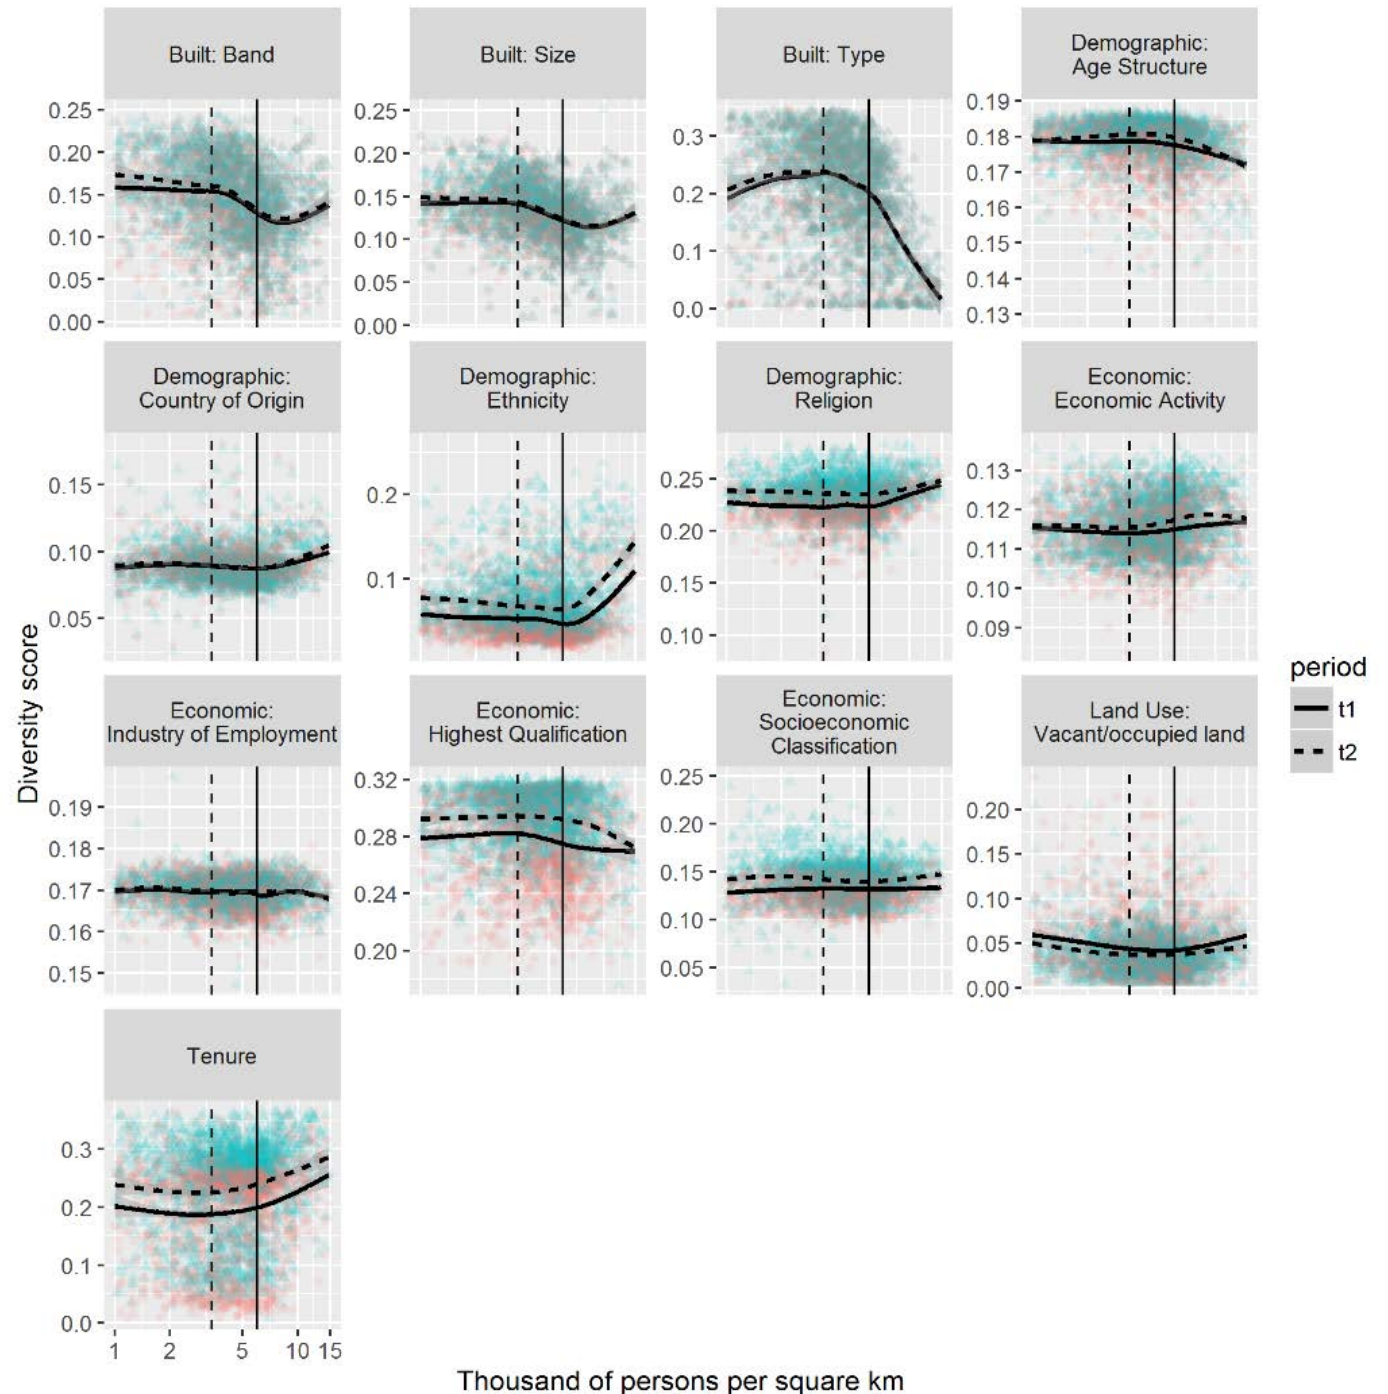 Built: Band
Built: Size
Built: Type
Demographic:
Age Structure
0.25
0.20
0.15
0.10
0.05
0.00
0.25
0.20
0.15
0.10
0.05
0.00
0.3
0.2
0.1
0.0
0.19
0.18
0.17
0.16
0.15
0.14
0.13
Demographic:
Country of Origin
Demographic:
Ethnicity
Demographic:
Religion
Economic:
Economic Activity
0.15
0.10
0.05
0.2
0.1
0.25
0.20
0.15
0.10
0.13
0.12
0.11
0.10
0.09
Diversity score
period
t1
t2
Economic:
Industry of Employment
Economic:
Highest Qualification
Economic:
Socioeconomic
Classification
Land Use:
Vacant/occupied land
0.19
0.18
0.17
0.16
0.15
0.32
0.28
0.24
0.20
0.25
0.20
0.15
0.10
0.05
0.20
0.15
0.10
0.05
0.00
Tenure
0.3
0.2
0.1
0.0
1 2 5 10 15
Thousand of persons per square km